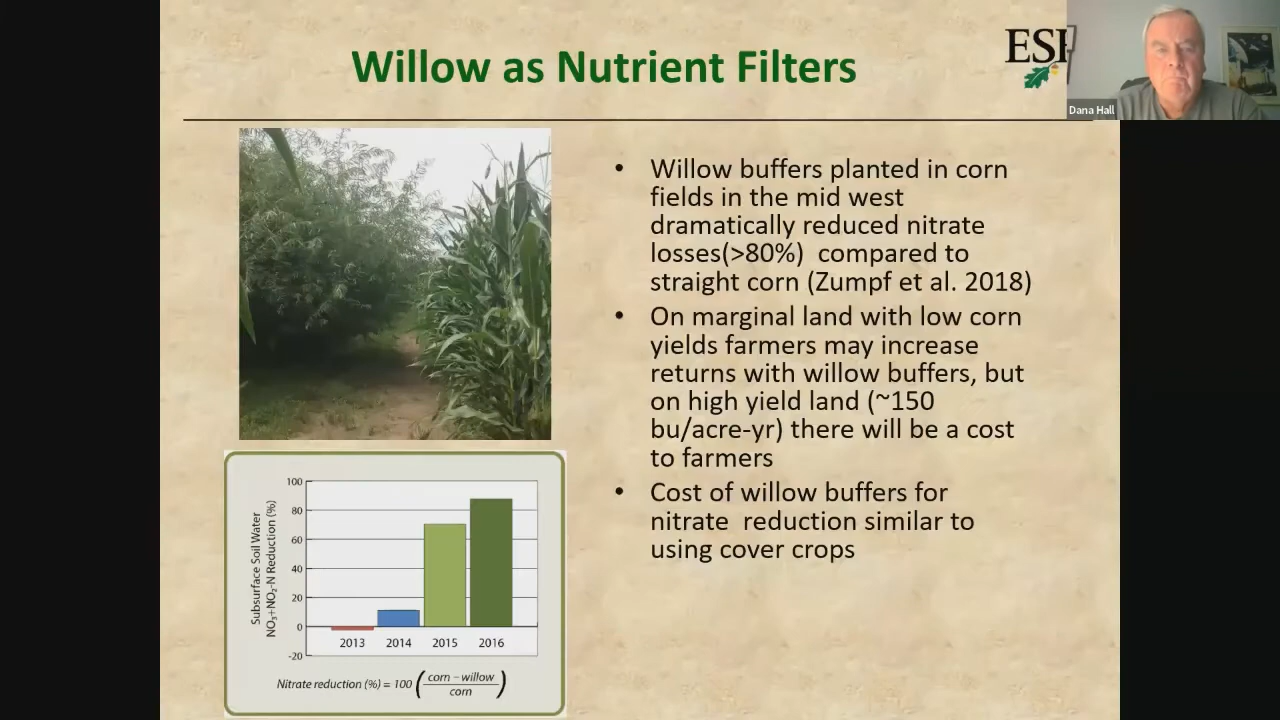 Willow as Nutrient Filters
Dana Hall
• Willow buffers planted in corn
fields in the mid west
dramatically reduced nitrate
losses(>80%) compared to
straight corn (Zumpf et al. 2018)
• On marginal land with low corn
yields farmers may increase
returns with willow buffers, but
on high yield land (~150
bu/acre-yr) there will be a cost
to farmers
• Cost of willow buffers for
nitrate reduction similar to
using cover crops
Subsurface Soil Water
NO₃+NO₂-N Reduction (%)
100
80
60
40
20
0
-20
2013 2014 2015 2016
Nitrate reduction (%) = 100 (corn – willow
corn)